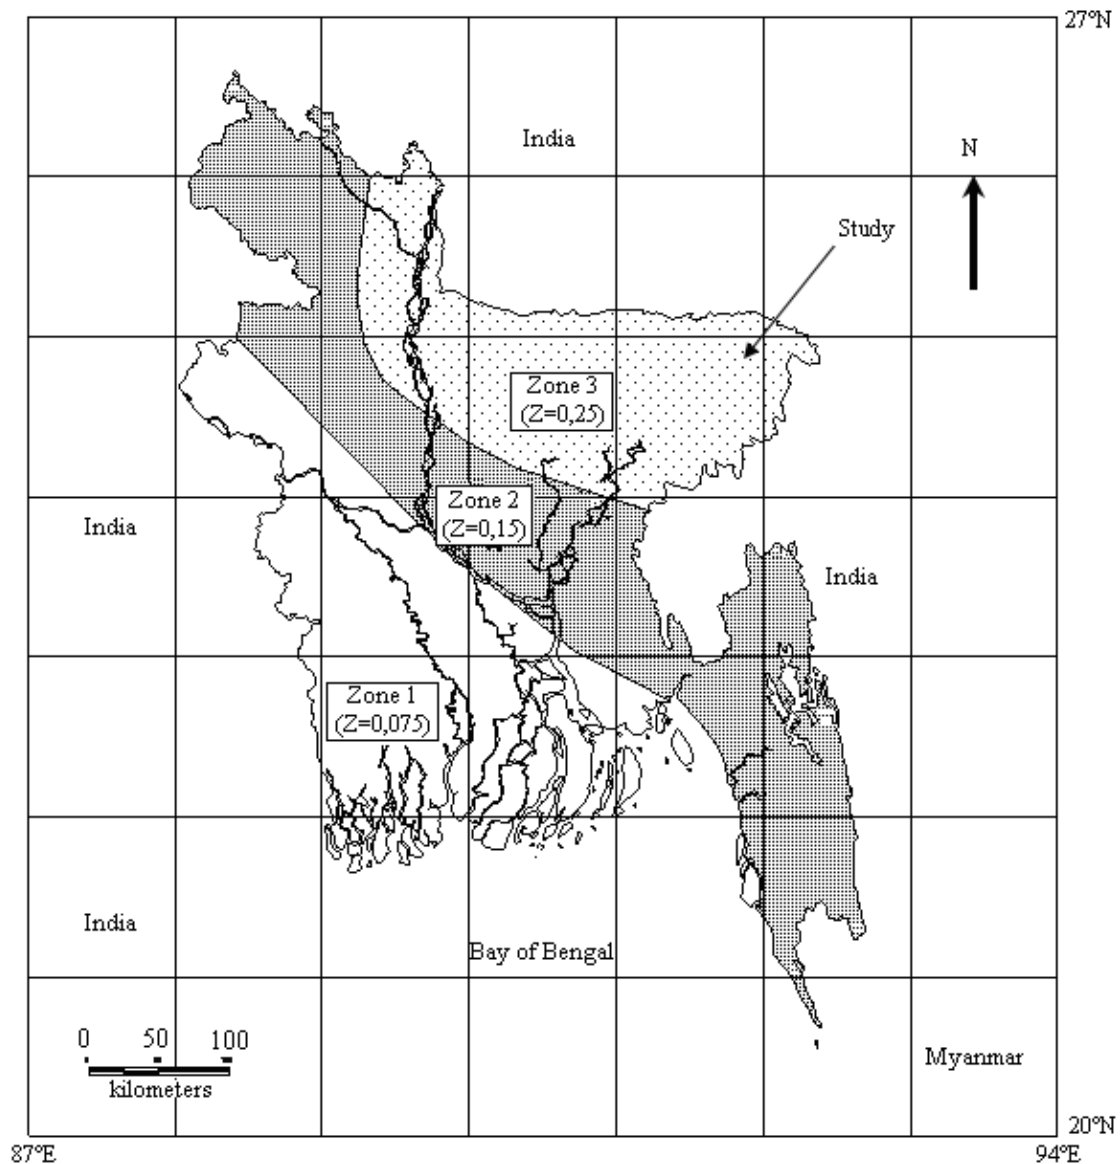 27°N
India
N
Study
Zone 3
(Z=0,25)
Zone 2
(Z=0,15)
India
India
Zone 1
(Z=0,075)
India
Bay of Bengal
0 50 100
kilometers
Myanmar
20°N
87°E
94°E